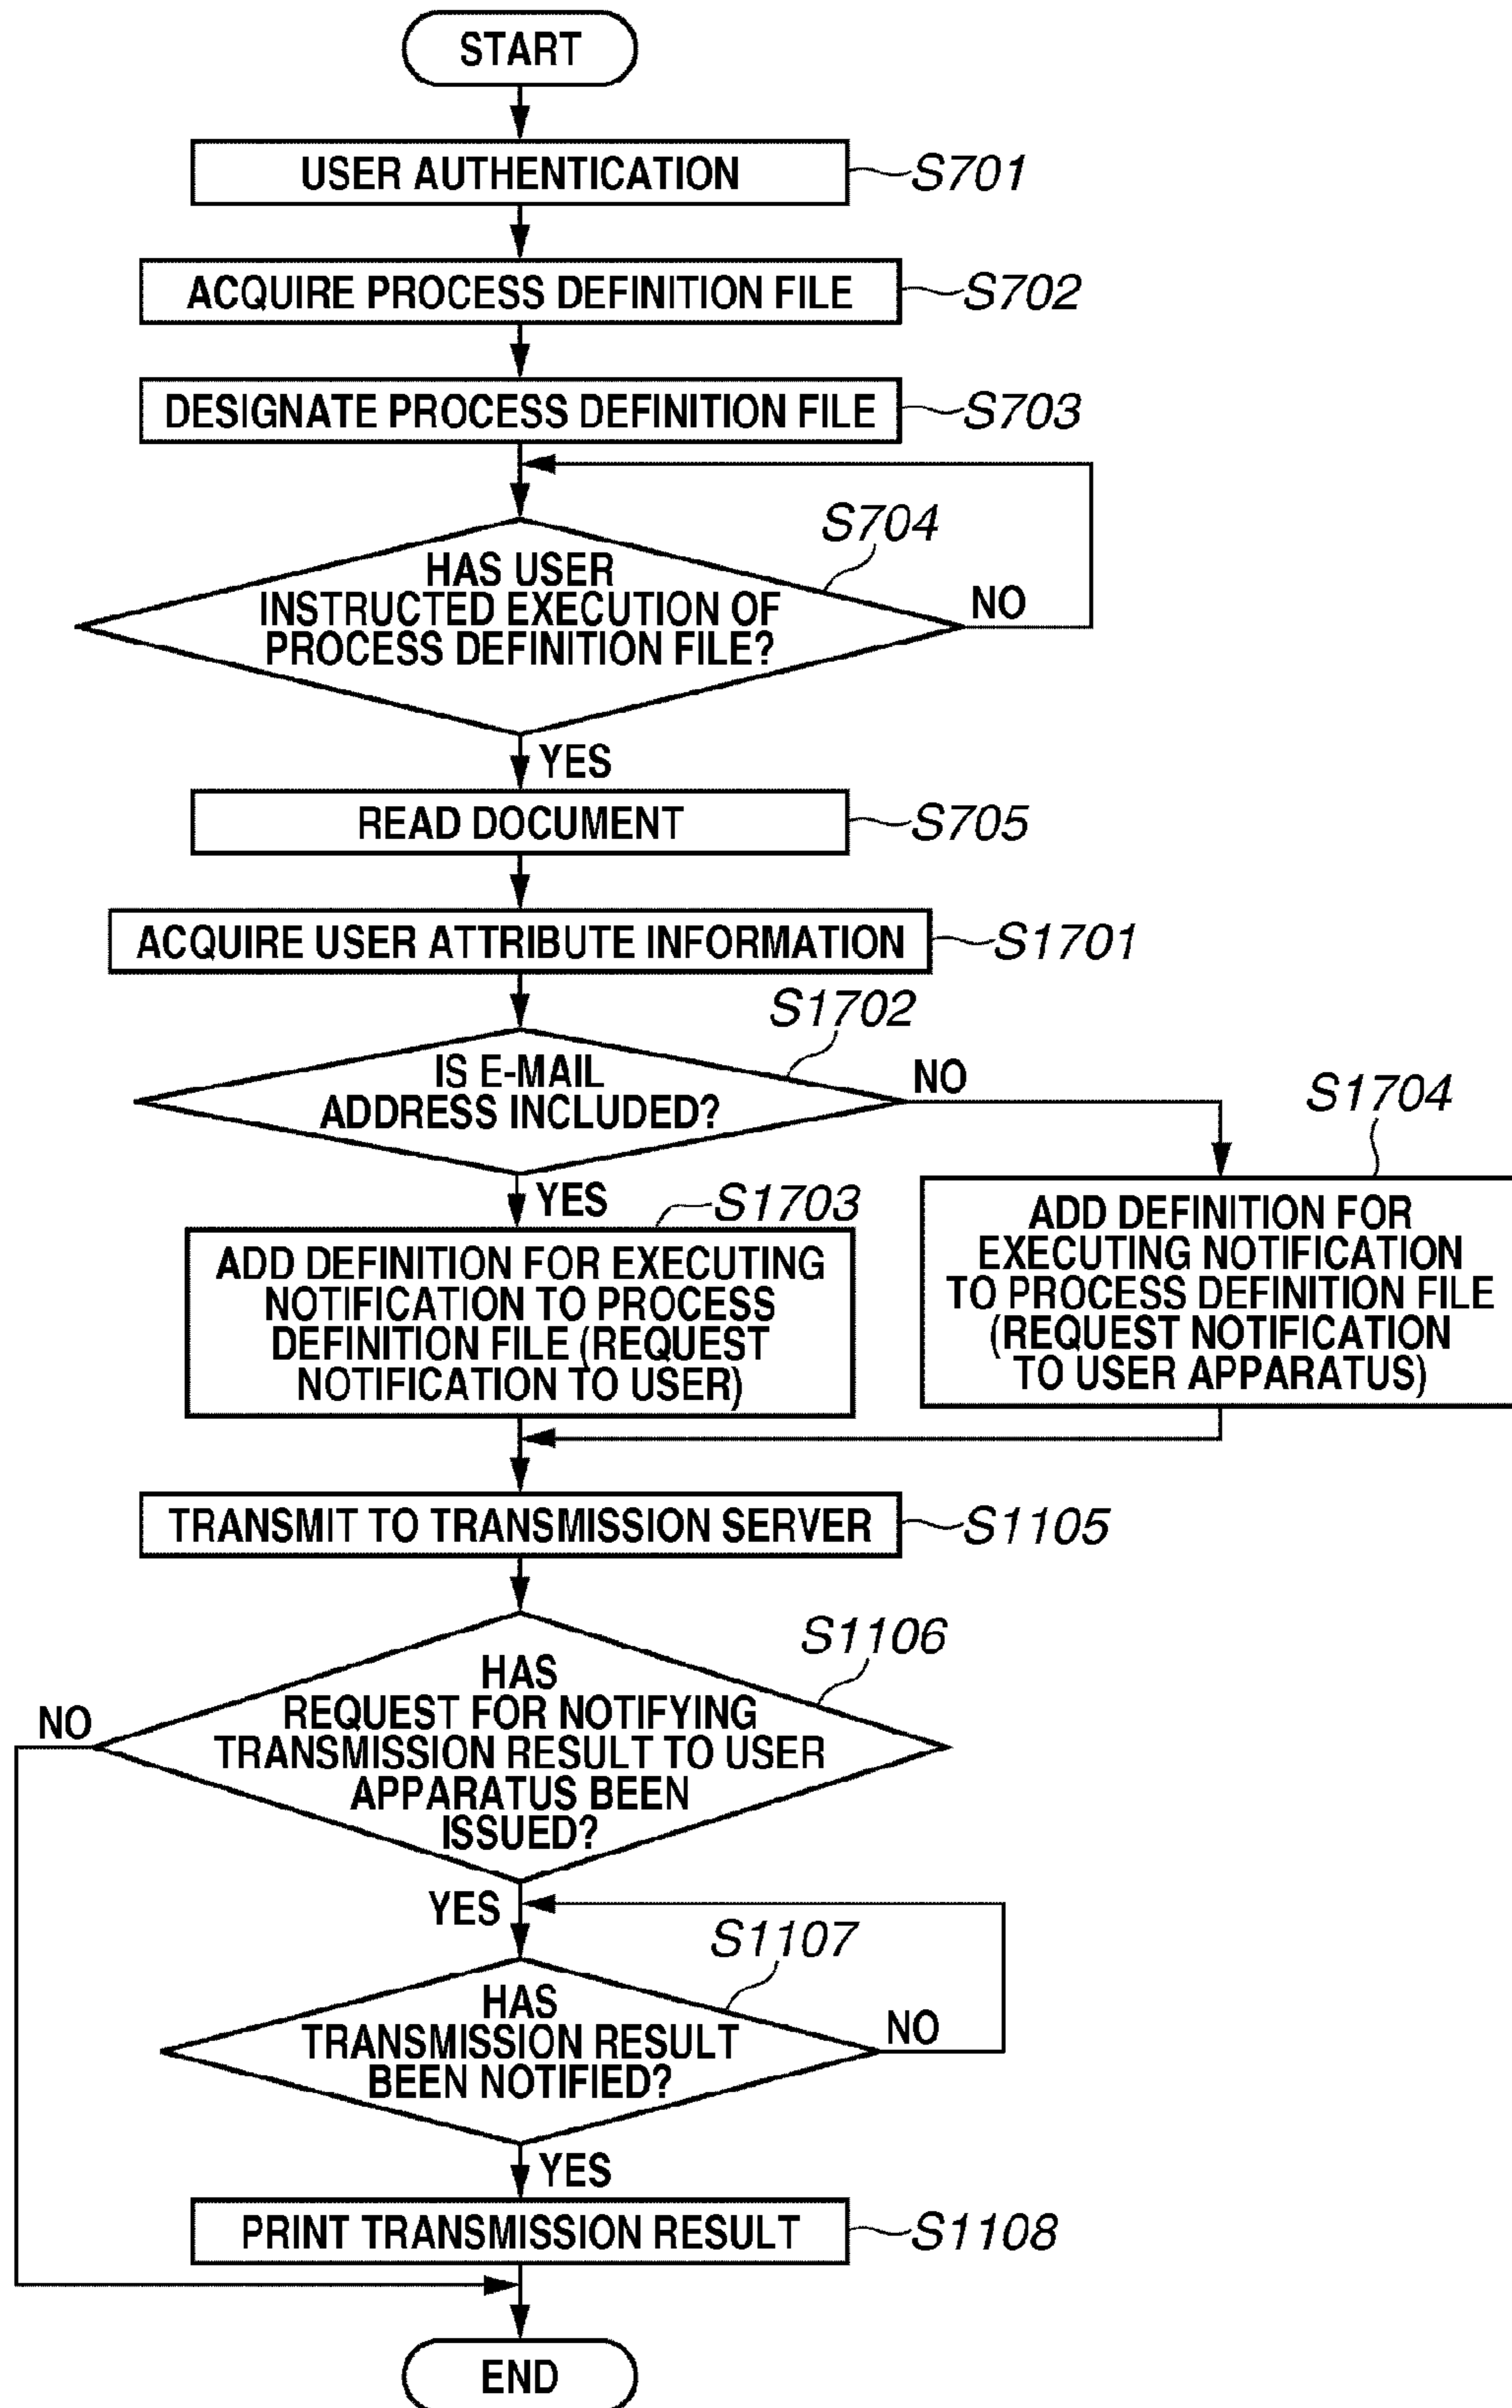 START
USER AUTHENTICATION
S701
ACQUIRE PROCESS DEFINITION FILE
S702
DESIGNATE PROCESS DEFINITION FILE
S703
S704
HAS USER
INSTRUCTED EXECUTION OF
PROCESS DEFINITION FILE?
NO
YES
READ DOCUMENT
S705
ACQUIRE USER ATTRIBUTE INFORMATION
S1701
S1702
IS E-MAIL
ADDRESS INCLUDED?
NO
YES
S1703
ADD DEFINITION FOR EXECUTING
NOTIFICATION TO PROCESS
DEFINITION FILE (REQUEST
NOTIFICATION TO USER)
S1704
ADD DEFINITION FOR
EXECUTING NOTIFICATION
TO PROCESS DEFINITION FILE
(REQUEST NOTIFICATION
TO USER APPARATUS)
TRANSMIT TO TRANSMISSION SERVER
S1105
S1106
HAS
REQUEST FOR NOTIFYING
TRANSMISSION RESULT TO USER
APPARATUS BEEN
ISSUED?
NO
YES
S1107
HAS
TRANSMISSION RESULT
BEEN NOTIFIED?
NO
YES
PRINT TRANSMISSION RESULT
S1108
END